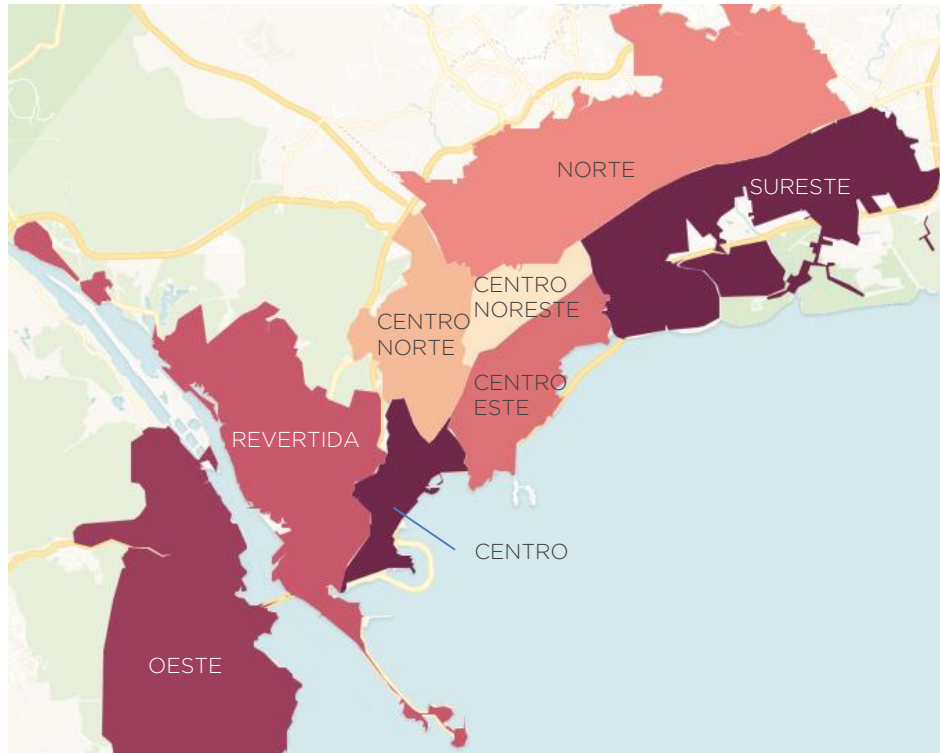 NORTE
SURESTE
CENTRO
NORESTE
CENTRO
NORTE
CENTRO
ESTE
REVERTIDA
CENTRO
OESTE